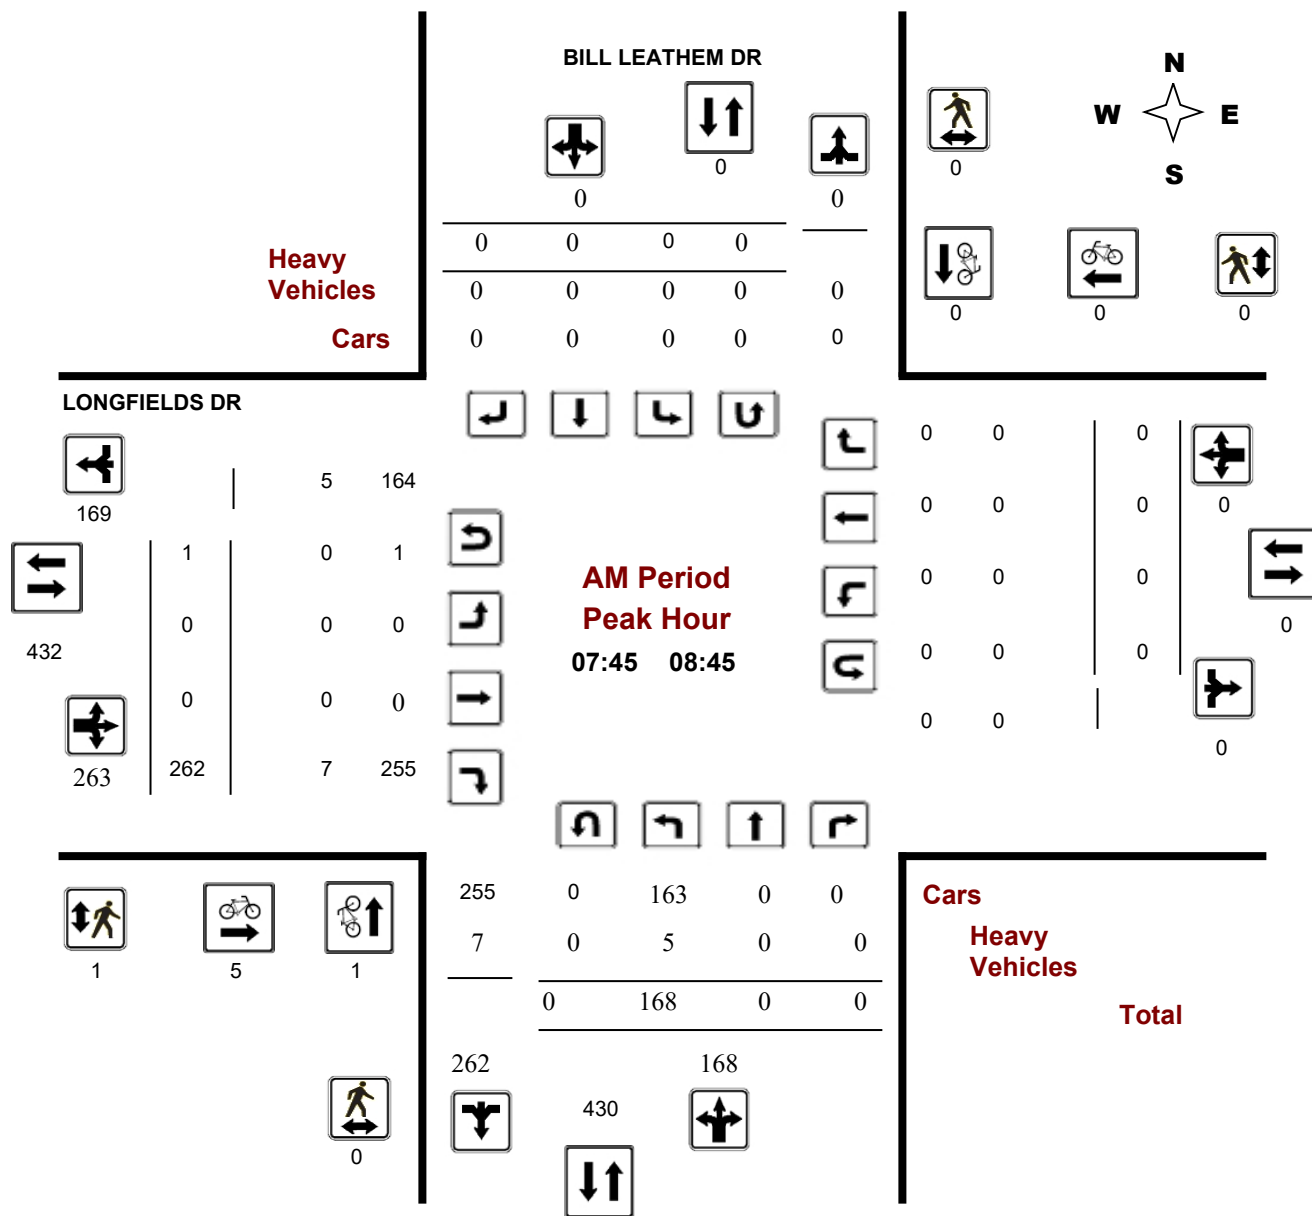 BILL LEATHEM DR
N
W E
S
0
0
0
0 0
0 0 0 0
Heavy
Vehicles
0 0 0 0 0
Cars
0 0 0 0 0
0 0 0
LONGFIELDS DR
0 0 0
5 164
169
0 0 0 0
1 0 1
AM Period
0 0 0
Peak Hour
0 0 0
432
07:45 08:45
0 0 0
0
0 0 0
0 0
0
263 262 7 255
255 0 163 0 0
Cars
7 0 5 0 0
Heavy
Vehicles
1 5 1
0 168 0 0
Total
262 168
430
0